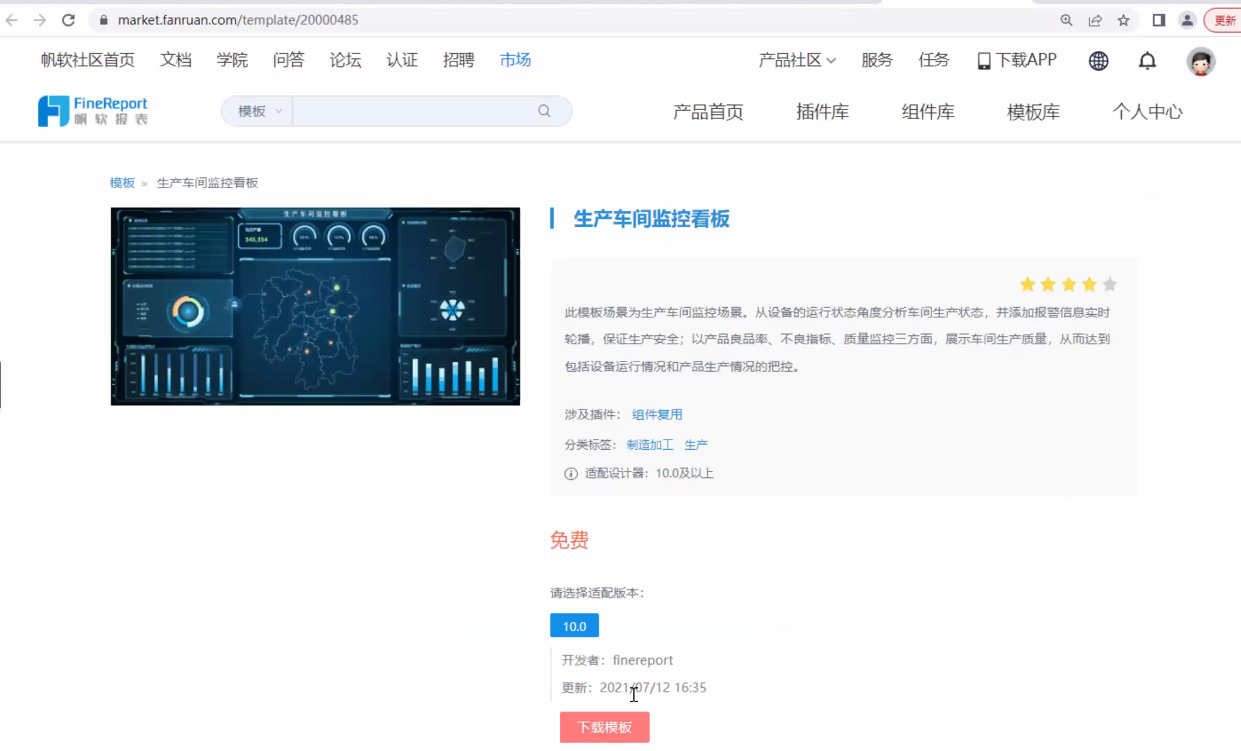 market.fanruan.com/template/20000485
更新
帆软社区首页 文档 学院 问答 论坛 认证 招聘 市场 产品社区 服务 任务 下载APP
FineReport
帆软报表
模板
产品首页 插件库 组件库 模板库 个人中心
模板 » 生产车间监控看板
生产车间监控看板
545,354
生产车间监控看板
此模板场景为生产车间监控场景。从设备的运行状态角度分析车间生产状态，并添加报警信息实时
轮播，保证生产安全；以产品良品率、不良指标、质量监控三方面，展示车间生产质量，从而达到
包括设备运行情况和产品生产情况的把控。
涉及插件： 组件复用
分类标签： 制造加工 生产
适配设计器：10.0及以上
免费
请选择适配版本：
10.0
开发者：finereport
更新：2021/07/12 16:35
下载模板